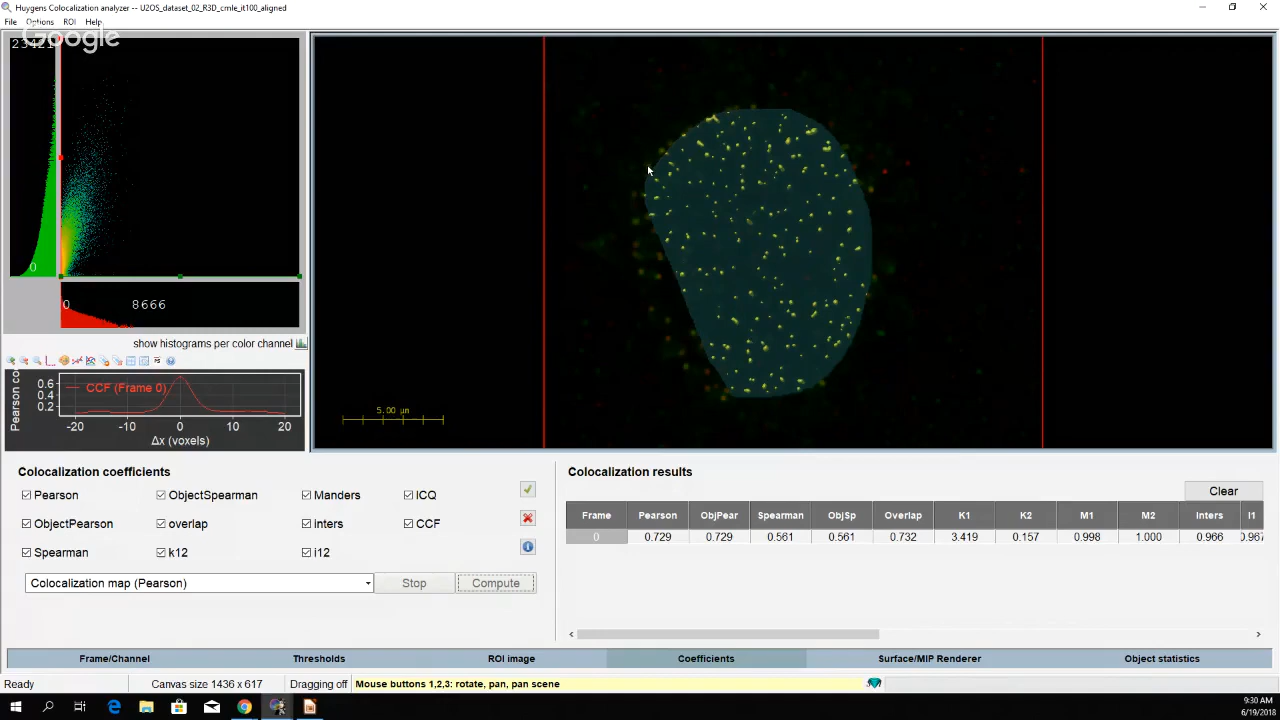 Huygens Colocalization analyzer -- U2OS_dataset_02_R3D_cmle_it100_aligned
File Options ROI Help
Google
23421
0
0 8666
show histograms per color channel
Pearson co
CCF (Frame 0)
0.6
0.4
0.2
-20 -10 0 10 20
Δx (voxels)
5.00 µm
Colocalization coefficients
Pearson ObjectSpearman Manders ICQ
ObjectPearson overlap inters CCF
Spearman k12 i12
Colocalization map (Pearson) Stop Compute
Colocalization results
Clear
Frame Pearson ObjPear Spearman ObjSp Overlap K1 K2 M1 M2 Inters I1
0 0.729 0.729 0.561 0.561 0.732 3.419 0.157 0.998 1.000 0.966 0.967
Frame/Channel Thresholds ROI image Coefficients Surface/MIP Renderer Object statistics
Ready Canvas size 1436 x 617 Dragging off Mouse buttons 1,2,3: rotate, pan, pan scene
9:30 AM
6/19/2018